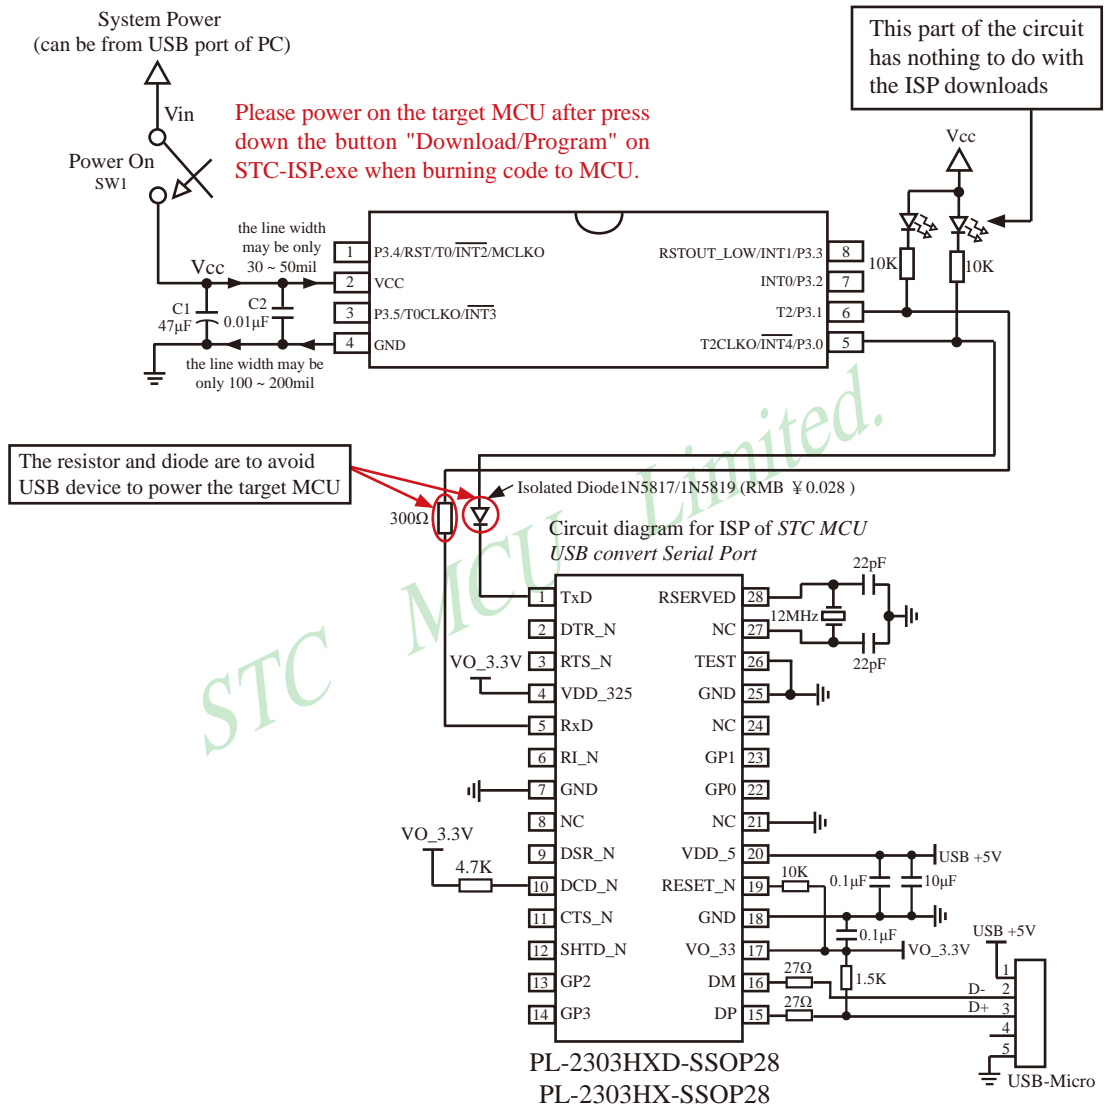 System Power
(can be from USB port of PC)
Vin
Power On
SW1
Please power on the target MCU after press
down the button "Download/Program" on
STC-ISP.exe when burning code to MCU.
This part of the circuit
has nothing to do with
the ISP downloads
Vcc
10K
10K
the line width
may be only
30 ~ 50mil
Vcc
C1
47μF
C2
0.01μF
the line width may be
only 100 ~ 200mil
1 P3.4/RST/T0/INT2/MCLKO
2 VCC
3 P3.5/T0CLKO/INT3
4 GND
RSTOUT_LOW/INT1/P3.3 8
INT0/P3.2 7
T2/P3.1 6
T2CLKO/INT4/P3.0 5
The resistor and diode are to avoid
USB device to power the target MCU
300Ω
Isolated Diode1N5817/1N5819 (RMB ¥0.028 )
Circuit diagram for ISP of STC MCU
USB convert Serial Port
STC MCU Limited.
1 TxD
2 DTR_N
3 RTS_N
VO_3.3V
4 VDD_325
5 RxD
6 RI_N
7 GND
8 NC
VO_3.3V
9 DSR_N
4.7K
10 DCD_N
11 CTS_N
12 SHTD_N
13 GP2
14 GP3
RSERVED 28
NC 27
TEST 26
GND 25
NC 24
GP1 23
GP0 22
NC 21
VDD_5 20
RESET_N 19
GND 18
VO_33 17
DM 16
DP 15
22pF
12MHz
22pF
USB +5V
10K
0.1μF
10μF
0.1μF
VO_3.3V
1.5K
27Ω
27Ω
USB +5V
D-
D+
1
2
3
4
5
USB-Micro
PL-2303HXD-SSOP28
PL-2303HX-SSOP28